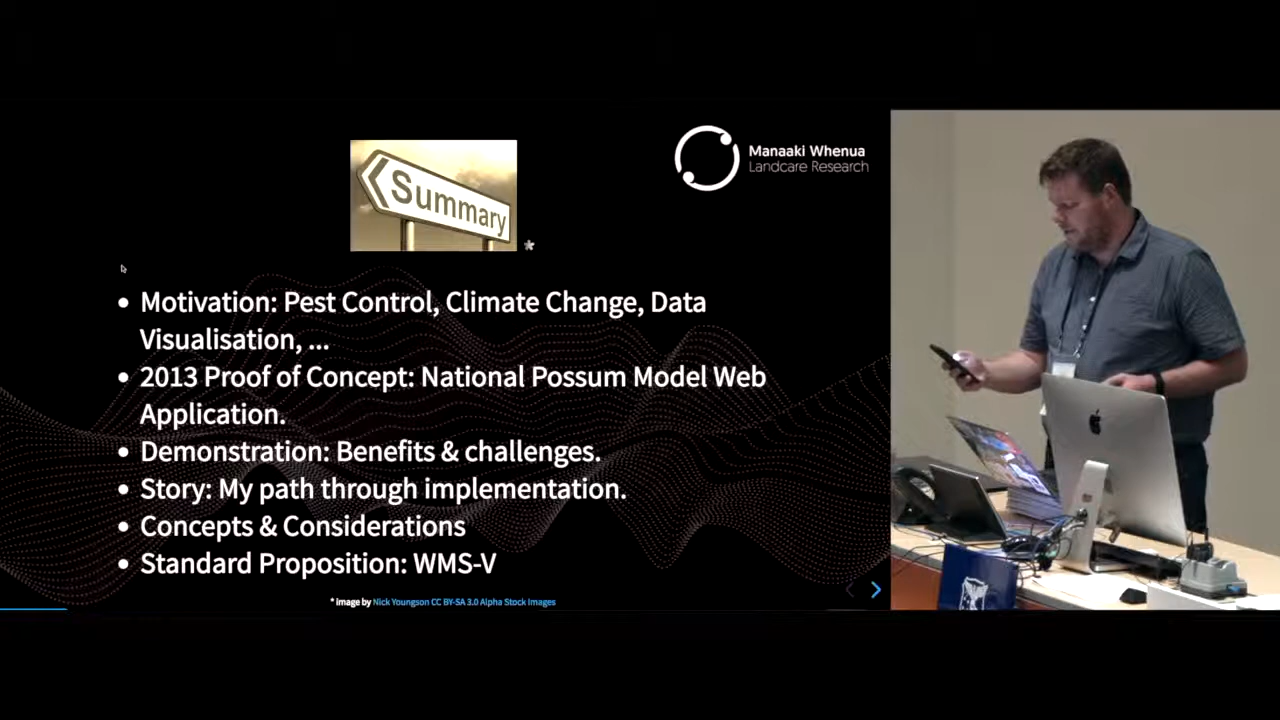 Manaaki Whenua
Landcare Research
Summary
*
• Motivation: Pest Control, Climate Change, Data
Visualisation, ...
• 2013 Proof of Concept: National Possum Model Web
Application.
• Demonstration: Benefits & challenges.
• Story: My path through implementation.
• Concepts & Considerations
• Standard Proposition: WMS-V
* image by Nick Youngson CC BY-SA 3.0 Alpha Stock Images